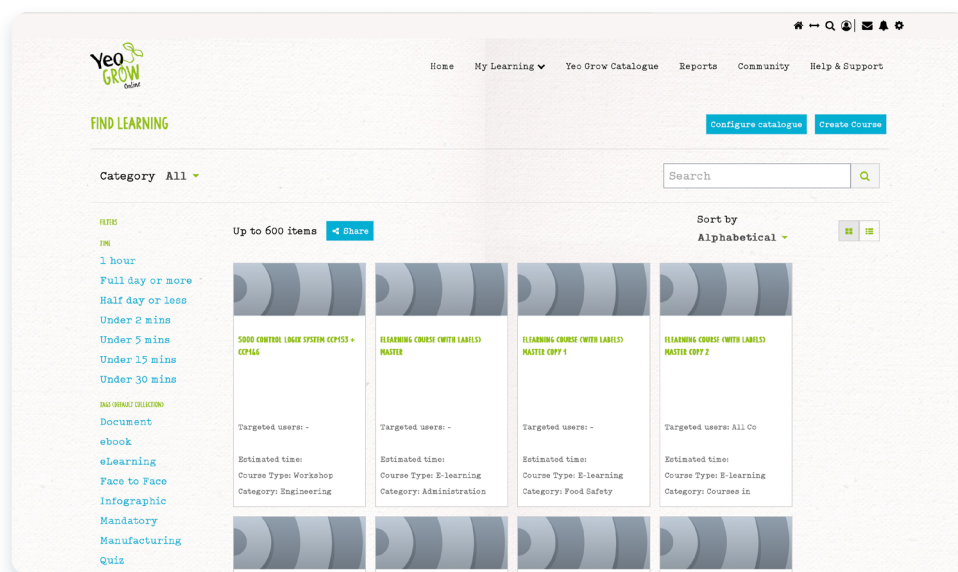 Yeo
GROW
Online
Home My Learning Yeo Grow Catalogue Reports Community Help & Support
FIND LEARNING
Configure catalogue Create Course
Category All
Search
FILTERS
TIME
1 hour
Full day or more
Half day or less
Under 2 mins
Under 5 mins
Under 15 mins
Under 30 mins
TAGS (DEFAULT COLLECTION)
Document
ebook
eLearning
Face to Face
Infographic
Mandatory
Manufacturing
Quiz
Up to 600 items Share
Sort by
Alphabetical
5000 CONTROL LOGIX SYSTEM CCP153 +
CCP146
Targeted users: -
Estimated time:
Course Type: Workshop
Category: Engineering
ELEARNING COURSE (WITH LABELS)
MASTER
Targeted users: -
Estimated time:
Course Type: E-learning
Category: Administration
ELEARNING COURSE (WITH LABELS)
MASTER COPY 1
Targeted users: -
Estimated time:
Course Type: E-learning
Category: Food Safety
ELEARNING COURSE (WITH LABELS)
MASTER COPY 2
Targeted users: All Co
Estimated time:
Course Type: E-learning
Category: Courses in